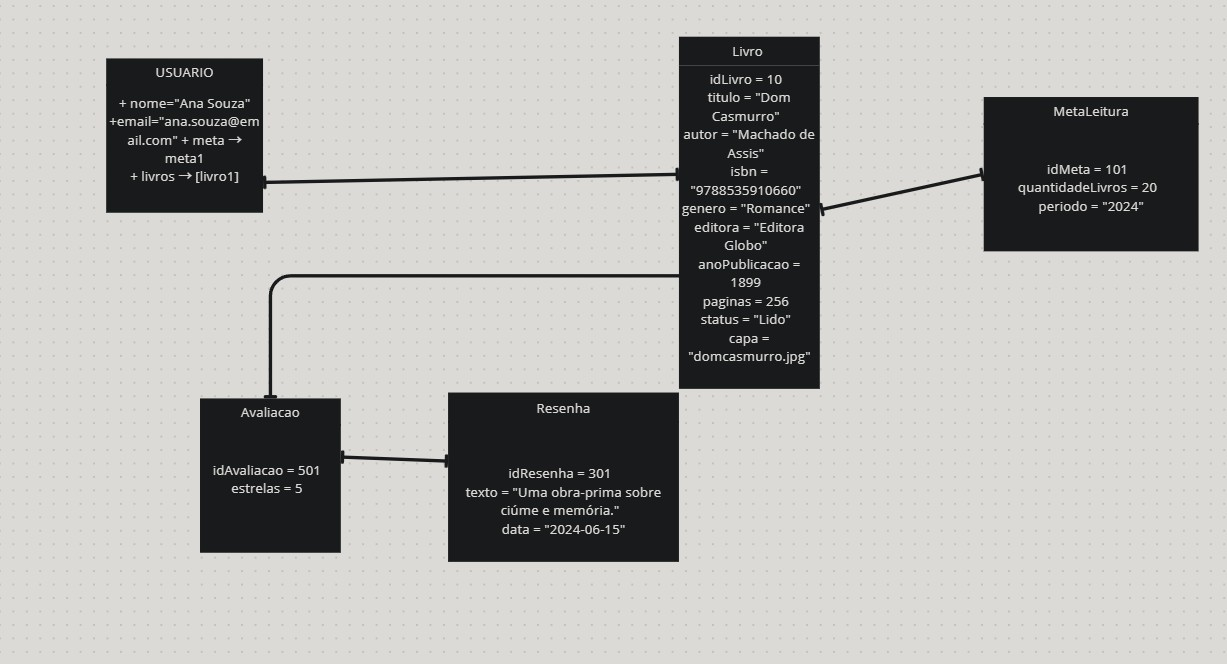 USUARIO
+ nome="Ana Souza"
+email="ana.souza@em
ail.com" + meta →
meta1
+ livros → [livro1]
Livro
idLivro = 10
titulo = "Dom
Casmurro"
autor = "Machado de
Assis"
isbn =
"9788535910660"
genero = "Romance"
editora = "Editora
Globo"
anoPublicacao =
1899
paginas = 256
status = "Lido"
capa =
"domcasmurro.jpg"
MetaLeitura
idMeta = 101
quantidadeLivros = 20
periodo = "2024"
Avaliacao
idAvaliacao = 501
estrelas = 5
Resenha
idResenha = 301
texto = "Uma obra-prima sobre
ciúme e memória."
data = "2024-06-15"